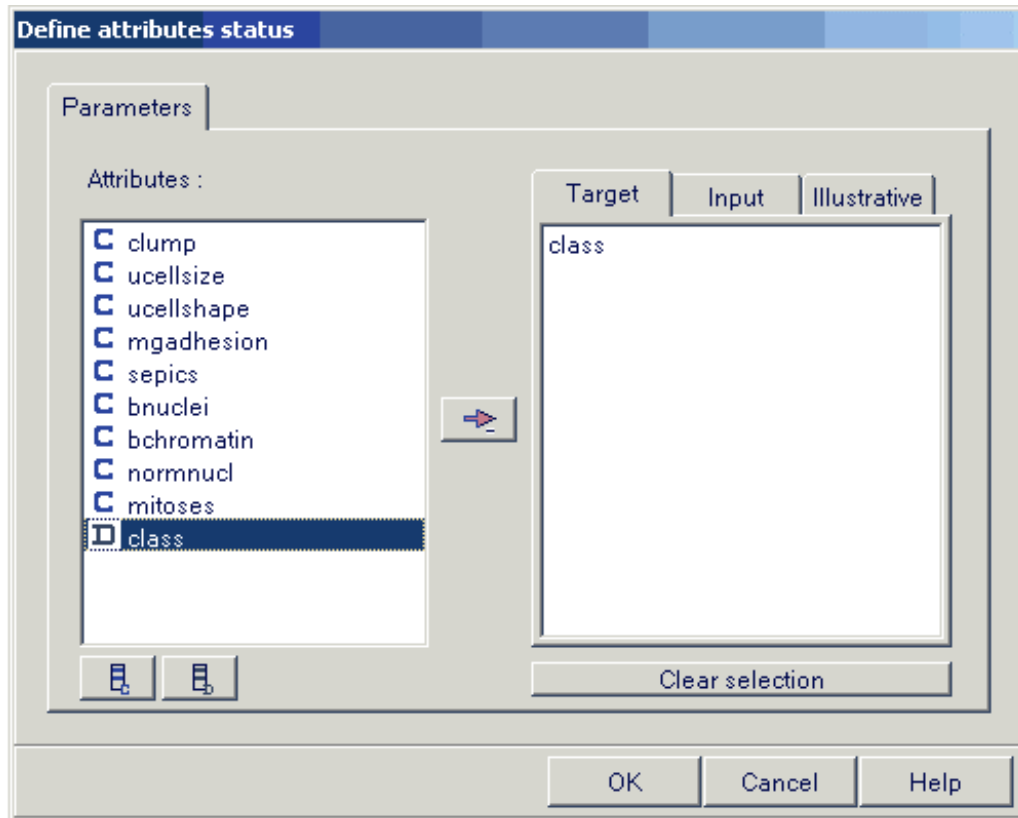 Define attributes status
Parameters
Attributes :
C clump
C ucellsize
C ucellshape
C mgadhesion
C sepics
C bnuclei
C bchromatin
C normnucl
C mitoses
D class
C
D
Target Input Illustrative
class
Clear selection
OK Cancel Help